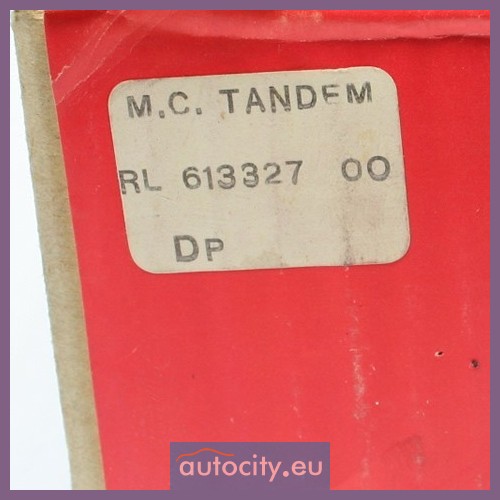 M.C. TANDEM
RL 613327 00
DP
autocity.eu